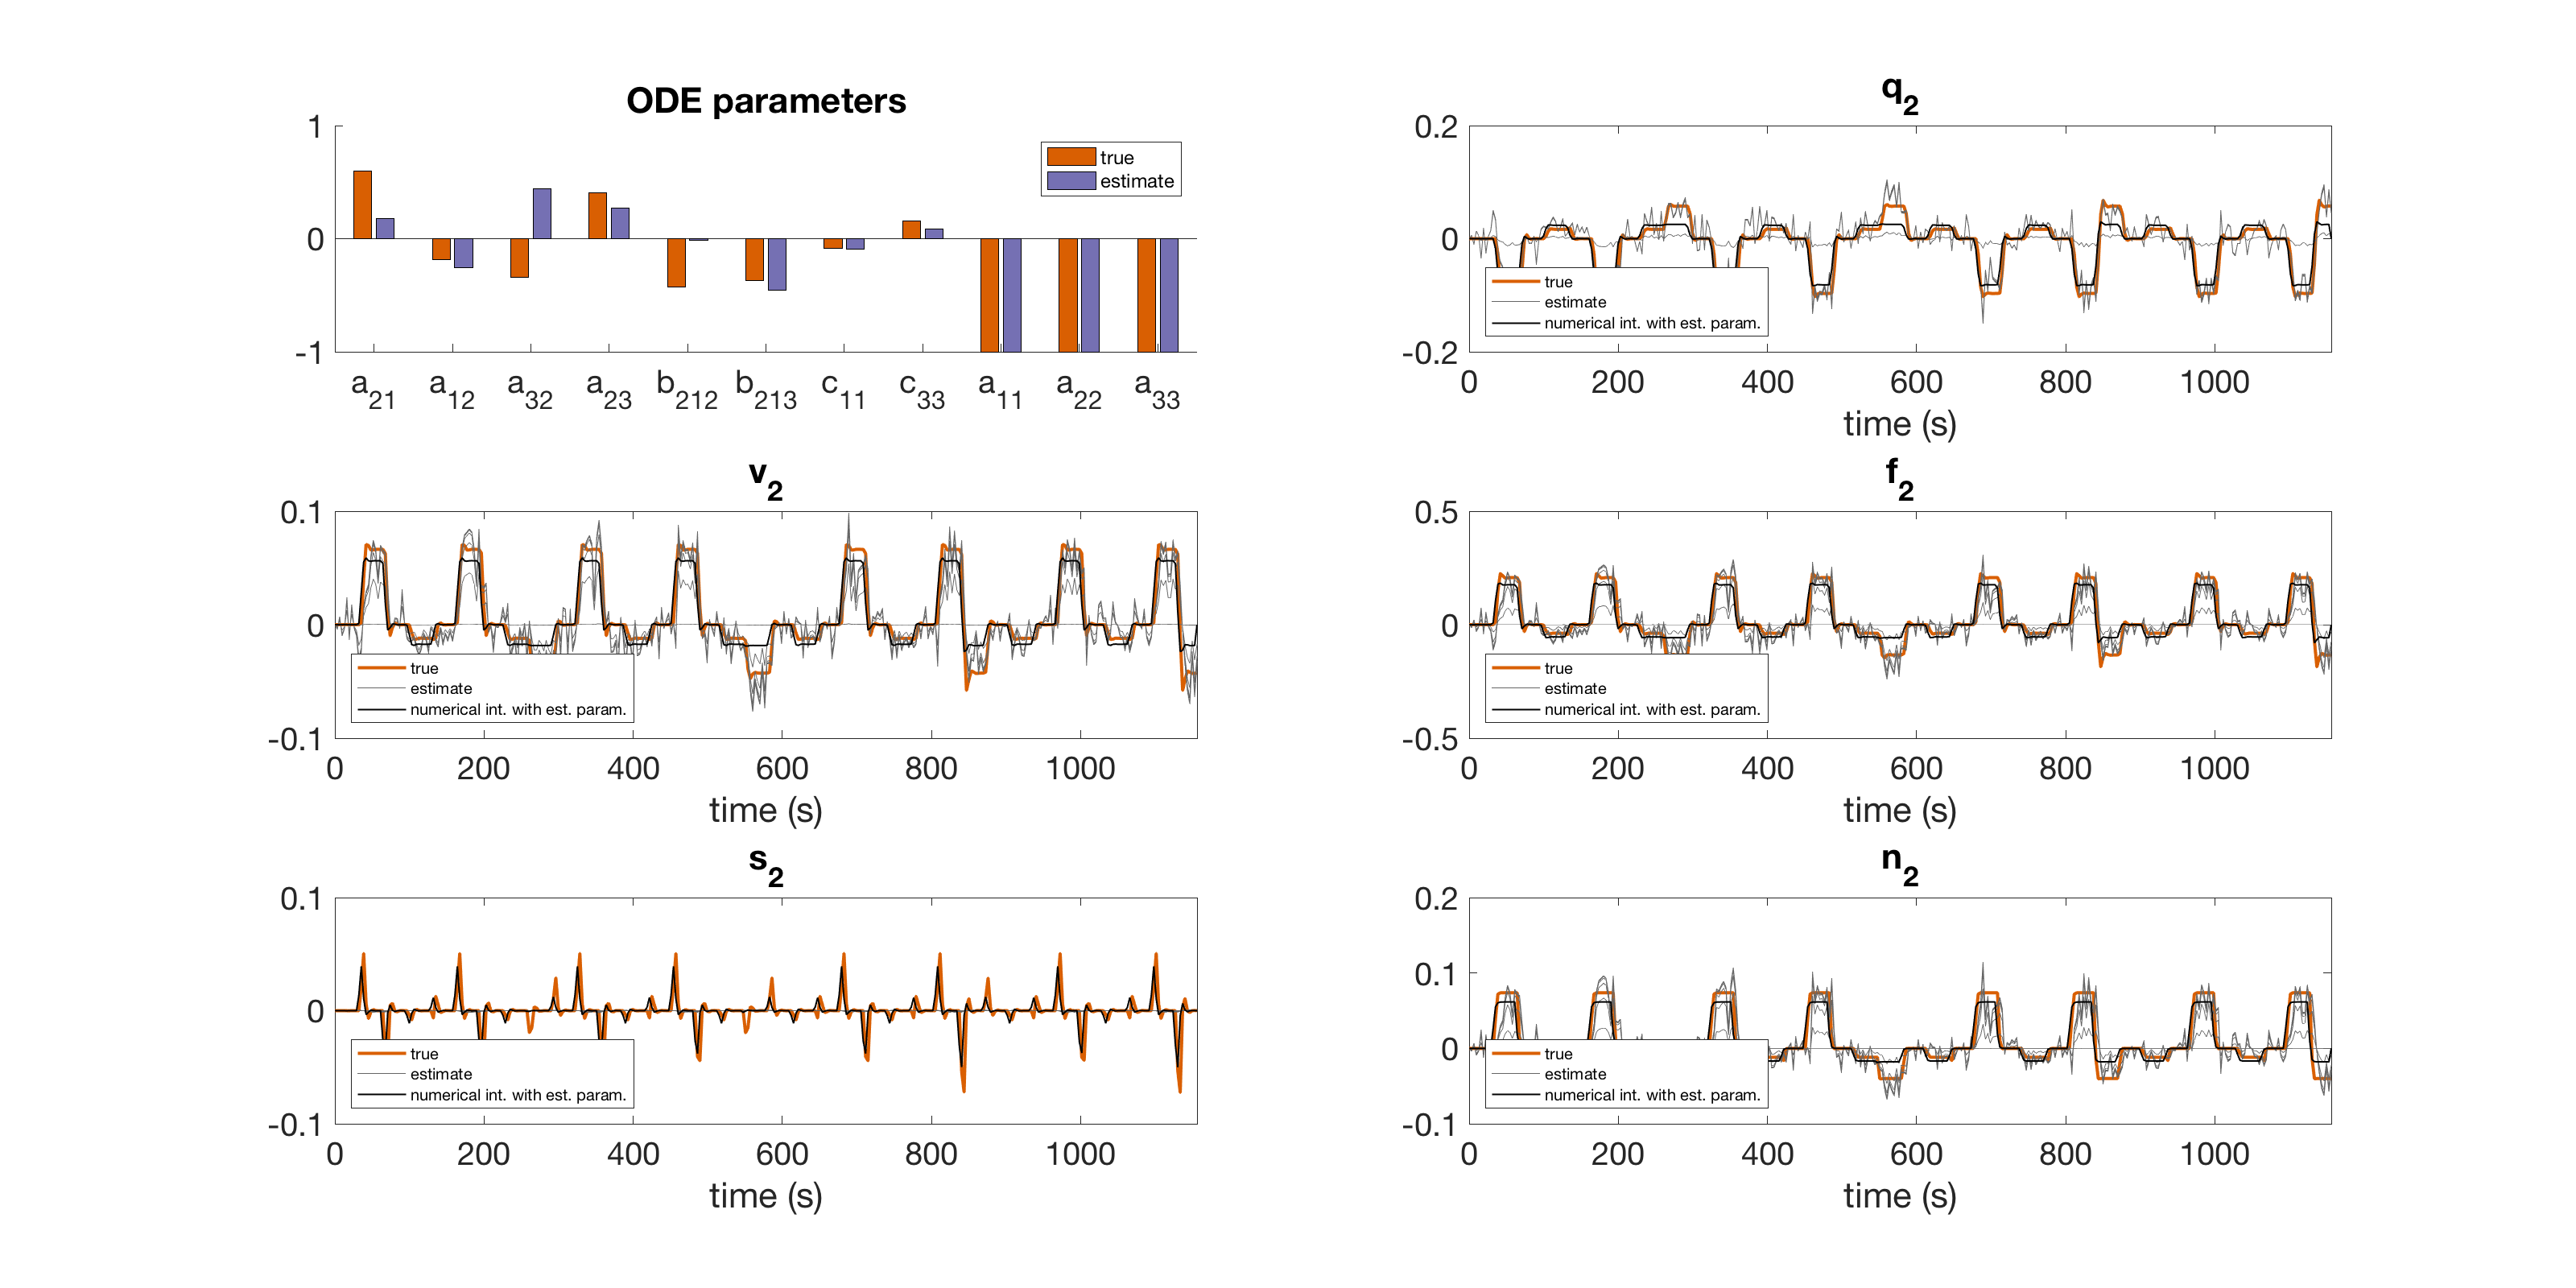 ODE parameters
1
0
-1
true
estimate
a21 a12 a32 a23 b212 b213 c11 c33 a11 a22 a33
q2
0.2
0
-0.2
true
estimate
numerical int. with est. param.
0 200 400 600 800 1000
time (s)
v2
0.1
0
-0.1
true
estimate
numerical int. with est. param.
0 200 400 600 800 1000
time (s)
f2
0.5
0
-0.5
true
estimate
numerical int. with est. param.
0 200 400 600 800 1000
time (s)
s2
0.1
0
-0.1
true
estimate
numerical int. with est. param.
0 200 400 600 800 1000
time (s)
n2
0.2
0.1
0
-0.1
true
estimate
numerical int. with est. param.
0 200 400 600 800 1000
time (s)